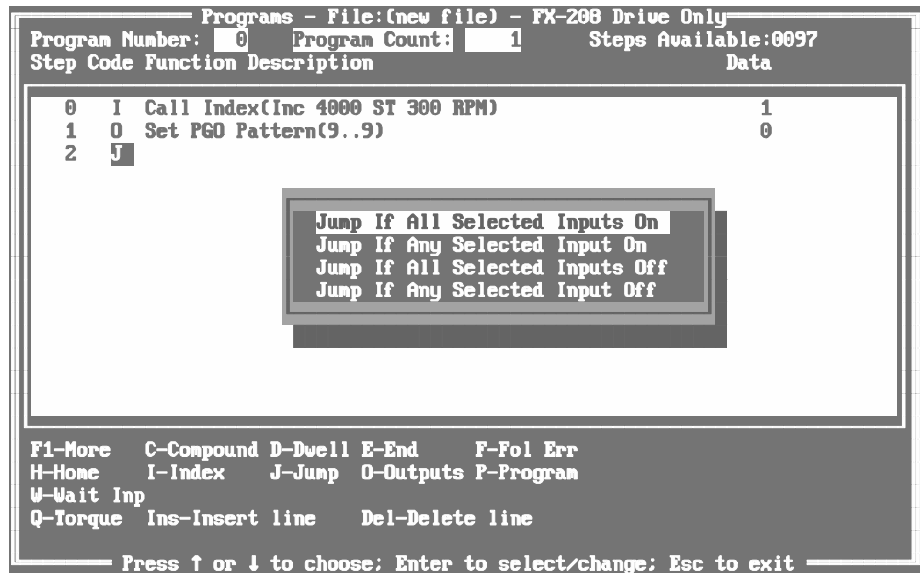 Programs - File:(new file) - FX-208 Drive Only
Program Number: 0 Program Count: 1 Steps Available:0097
Step Code Function Description Data
0 I Call Index(Inc 4000 ST 300 RPM) 1
1 O Set PGO Pattern(9..9) 0
2 J
Jump If All Selected Inputs On
Jump If Any Selected Input On
Jump If All Selected Inputs Off
Jump If Any Selected Input Off
F1-More C-Compound D-Dwell E-End F-Fol Err
H-Home I-Index J-Jump O-Outputs P-Program
W-Wait Inp
Q-Torque Ins-Insert line Del-Delete line
Press ↑ or ↓ to choose; Enter to select/change; Esc to exit